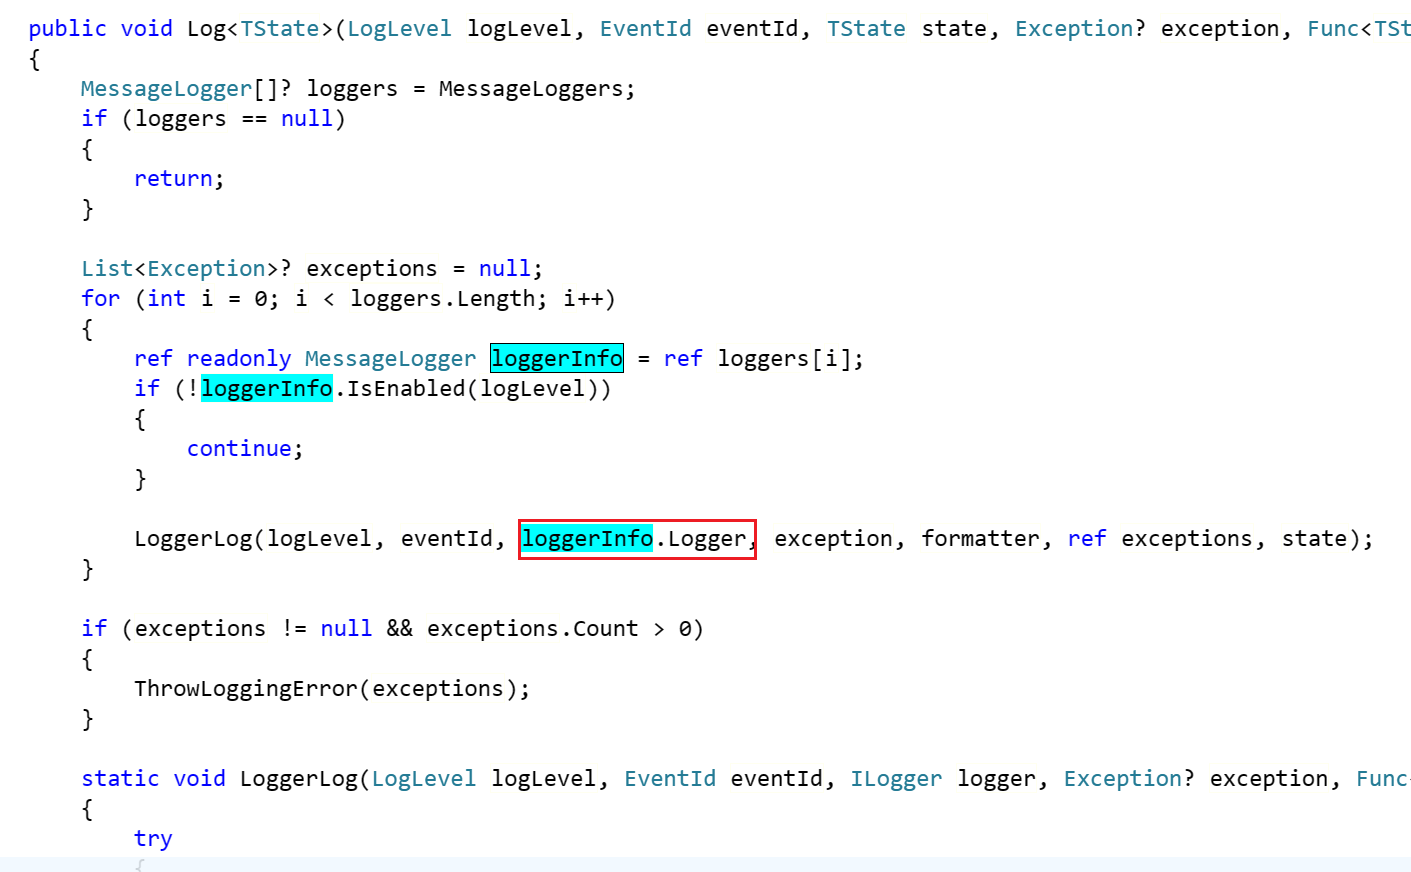 public void Log<TState>(LogLevel logLevel, EventId eventId, TState state, Exception? exception, Func<TSt
{
    MessageLogger[]? loggers = MessageLoggers;
    if (loggers == null)
    {
        return;
    }
    List<Exception>? exceptions = null;
    for (int i = 0; i < loggers.Length; i++)
    {
        ref readonly MessageLogger loggerInfo = ref loggers[i];
        if (!loggerInfo.IsEnabled(logLevel))
        {
            continue;
        }
        LoggerLog(logLevel, eventId, loggerInfo.Logger, exception, formatter, ref exceptions, state);
    }
    if (exceptions != null && exceptions.Count > 0)
    {
        ThrowLoggingError(exceptions);
    }
    static void LoggerLog(LogLevel logLevel, EventId eventId, ILogger logger, Exception? exception, Func
    {
        try
        {